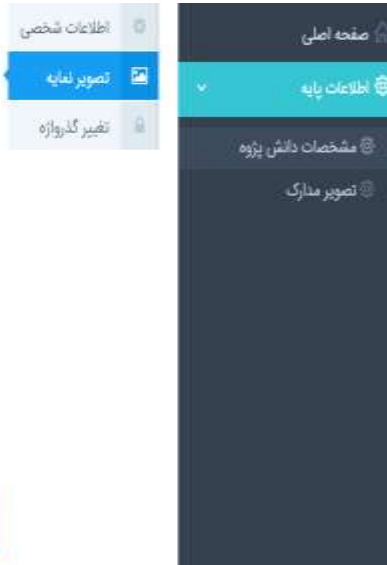 صفحه اصلی
اطلاعات پایه
مشخصات دانش پژوه
تصویر مدارک
اطلاعات شخصی
تصویر نمایه
تغییر گذرواژه